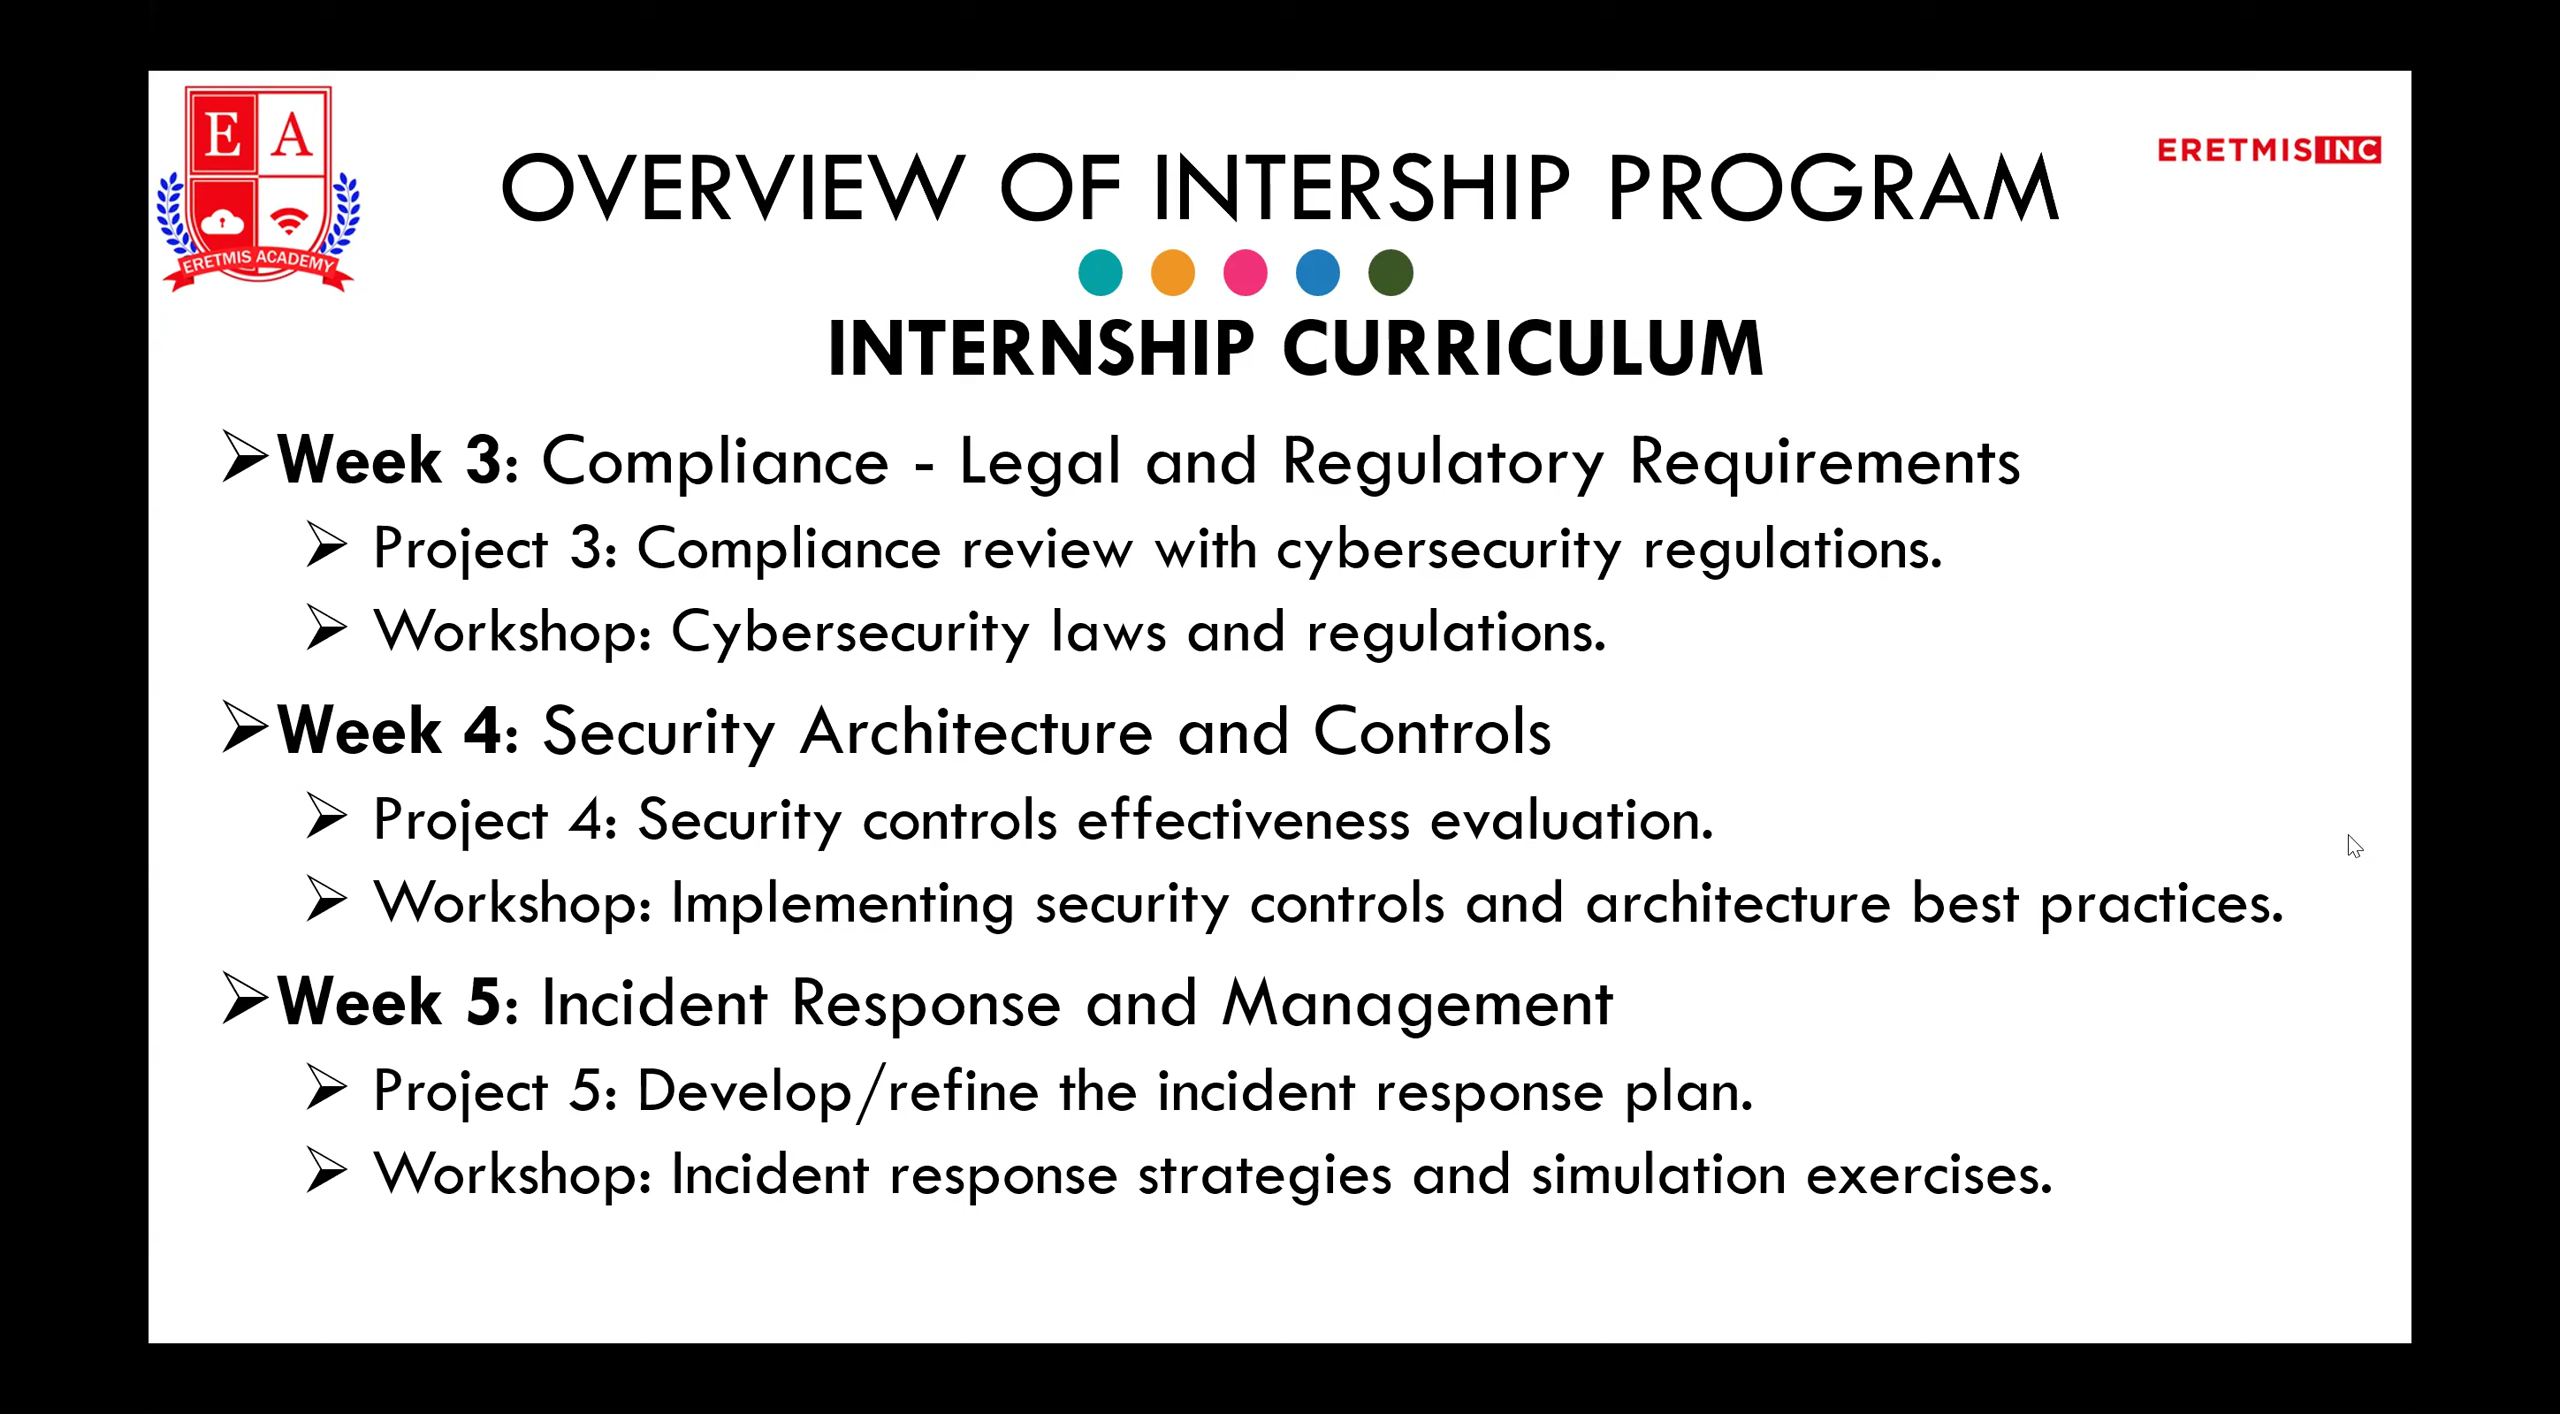 E A
ERETMIS ACADEMY
ERETMIS INC
OVERVIEW OF INTERSHIP PROGRAM
INTERNSHIP CURRICULUM
Week 3: Compliance - Legal and Regulatory Requirements
Project 3: Compliance review with cybersecurity regulations.
Workshop: Cybersecurity laws and regulations.
Week 4: Security Architecture and Controls
Project 4: Security controls effectiveness evaluation.
Workshop: Implementing security controls and architecture best practices.
Week 5: Incident Response and Management
Project 5: Develop/refine the incident response plan.
Workshop: Incident response strategies and simulation exercises.